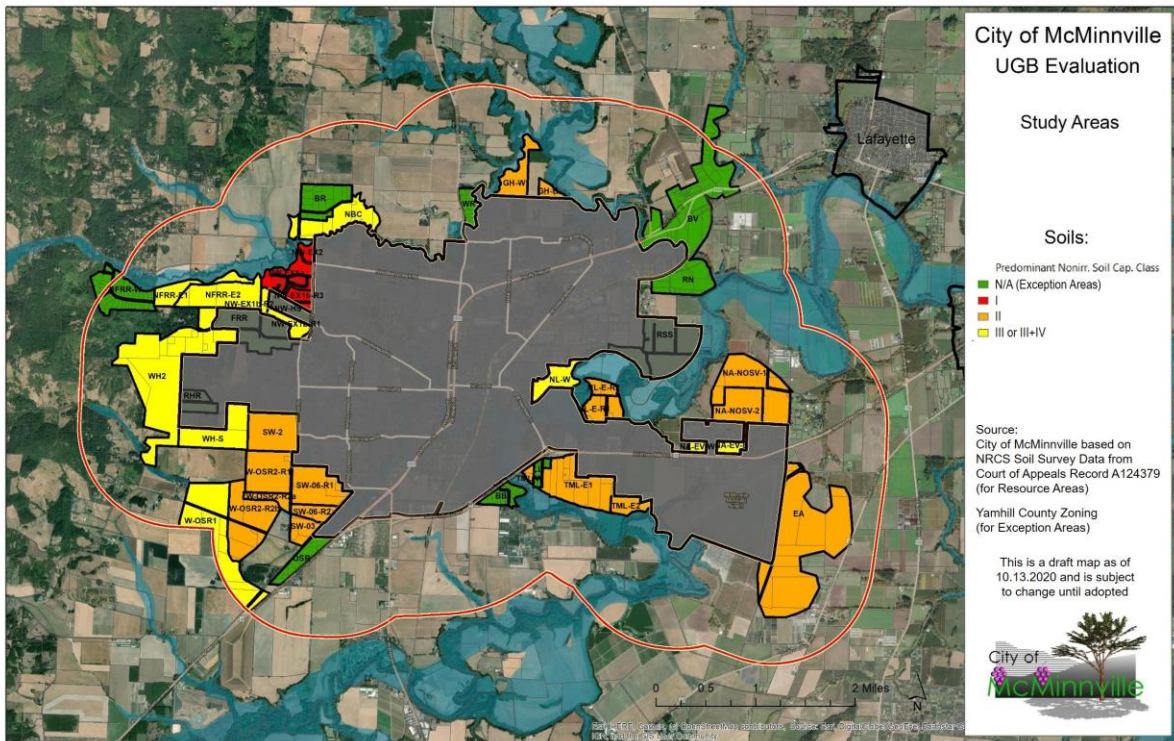 City of McMinnville
UGB Evaluation
Study Areas
Lafayette
Soils:
Predominant Nonirr. Soil Cap. Class
N/A (Exception Areas)
I
II
III or III+IV
Source:
City of McMinnville based on
NRCS Soil Survey Data from
Court of Appeals Record A124379
(for Resource Areas)
Yamhill County Zoning
(for Exception Areas)
This is a draft map as of
10.13.2020 and is subject
to change until adopted
City of
McMinnville
GH-W
BR
NBC
WR
BV
RN
NFRR-E1
NFRR-E2
FRR
RSS
WH2
RHR
NL-W
NA-NOSV-1
NA-NOSV-2
WH-S
SW-2
W-OSR2-R1
SW-06-R1
W-OSR2-R2b
SW-06-R2
SW-03
W-OSR1
OSR
BB
TML-E1
TML-E2
EA
0 0.5 1 2 Miles
N